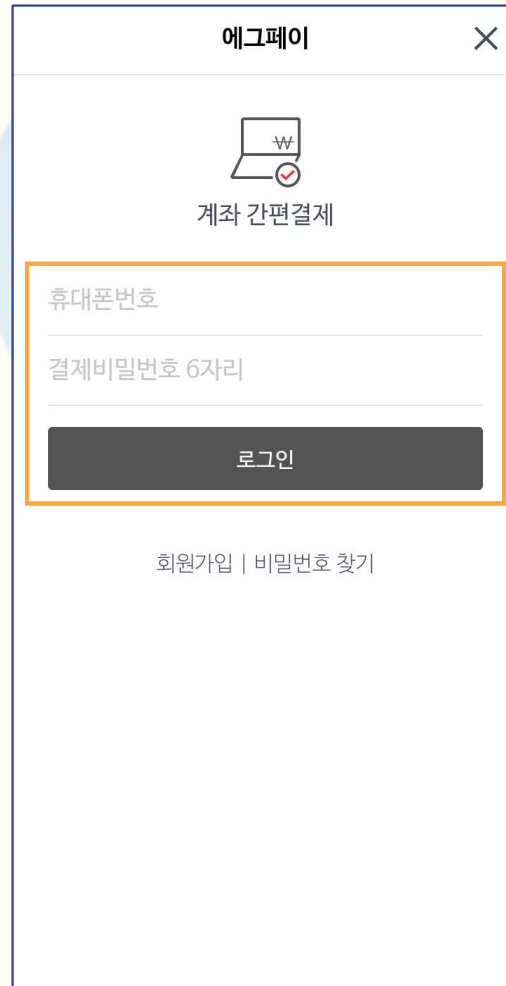 에그페이
₩
계좌 간편결제
휴대폰번호
결제비밀번호 6자리
로그인
회원가입 | 비밀번호 찾기